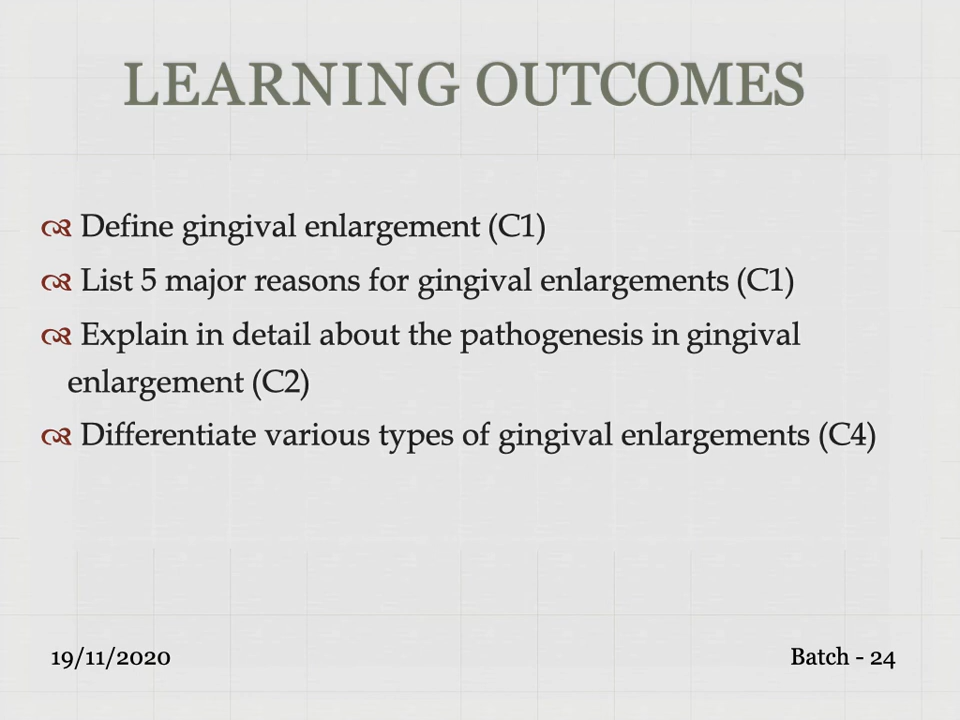 LEARNING OUTCOMES
Define gingival enlargement (C1)
List 5 major reasons for gingival enlargements (C1)
Explain in detail about the pathogenesis in gingival
enlargement (C2)
Differentiate various types of gingival enlargements (C4)
19/11/2020
Batch - 24